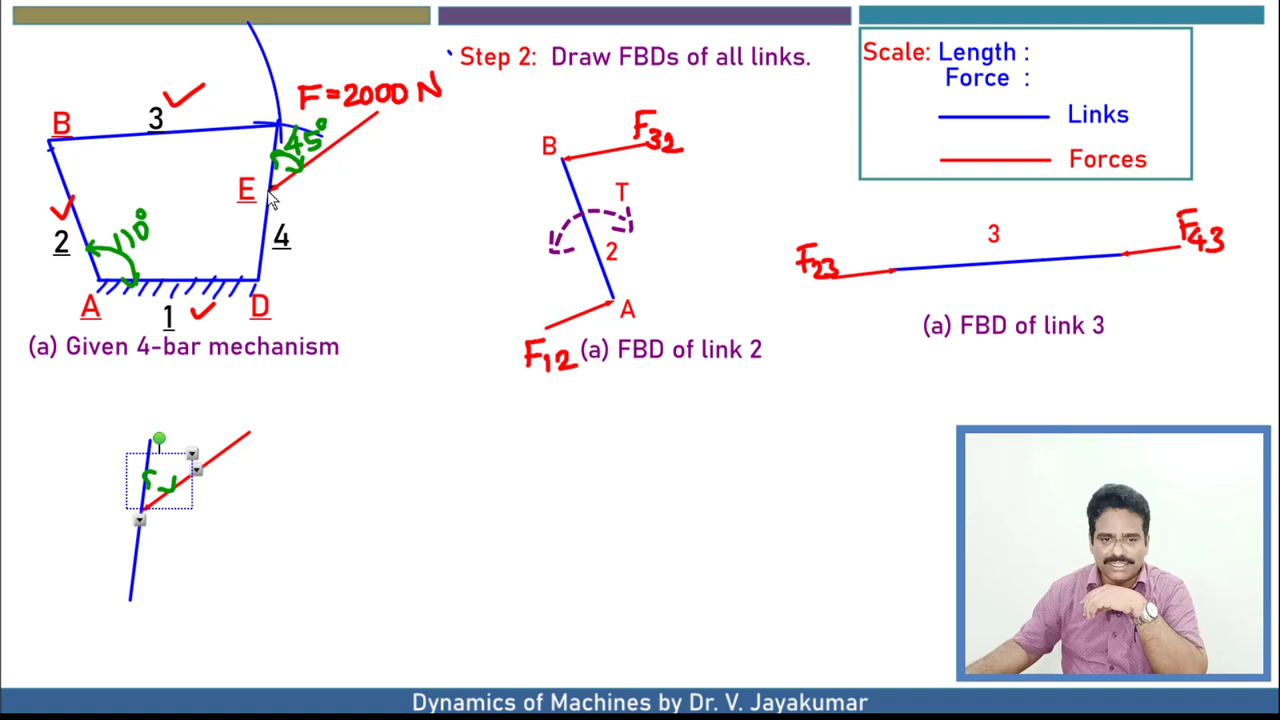 Step 2: Draw FBDs of all links.
Scale: Length :
Force :
Links
Forces
F=2000 N
45°
B
3
E
4
2
110°
A
1
D
(a) Given 4-bar mechanism
F32
B
T
2
A
F12
(a) FBD of link 2
3
F23
F43
(a) FBD of link 3
Dynamics of Machines by Dr. V. Jayakumar